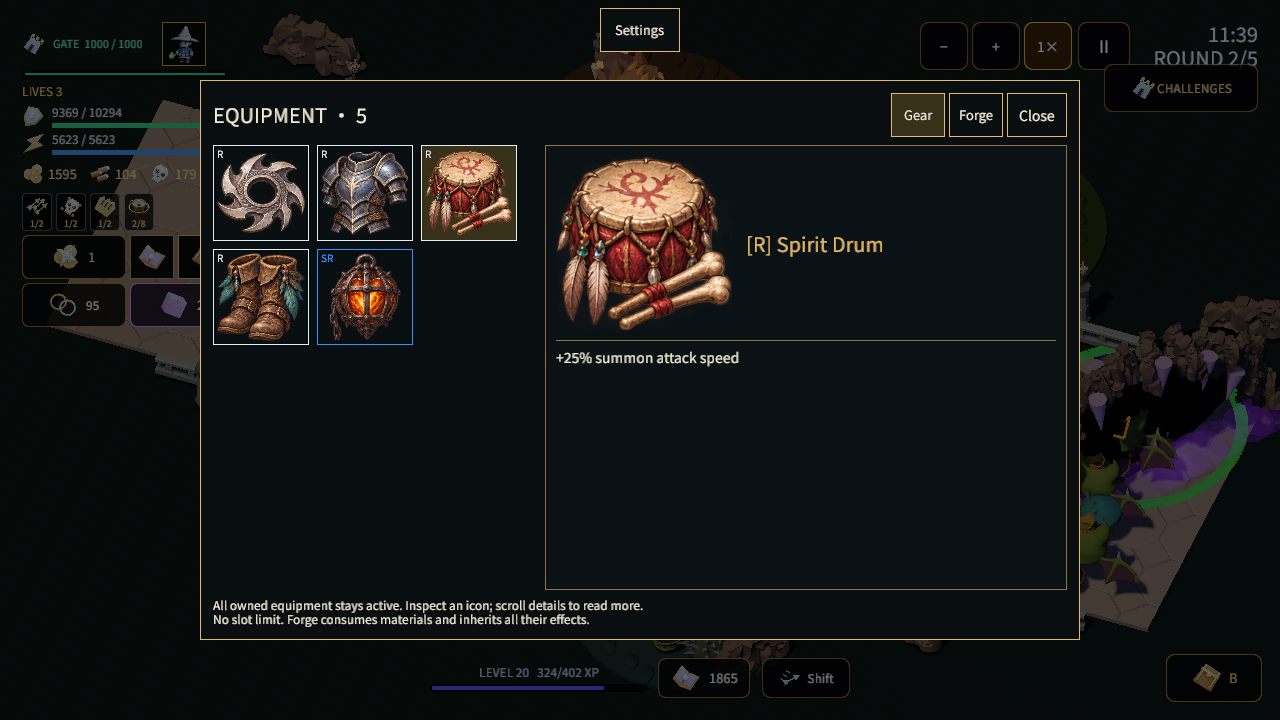 Settings
GATE 1000 / 1000
11:39
ROUND 2/5
1×
CHALLENGES
LIVES 3
9369 / 10294
5623 / 5623
1595
104
179
1/2
1/2
1/2
2/8
1
95
EQUIPMENT • 5
Gear
Forge
Close
R
R
R
R
SR
[R] Spirit Drum
+25% summon attack speed
All owned equipment stays active. Inspect an icon; scroll details to read more.
No slot limit. Forge consumes materials and inherits all their effects.
LEVEL 20 324/402 XP
1865
Shift
B